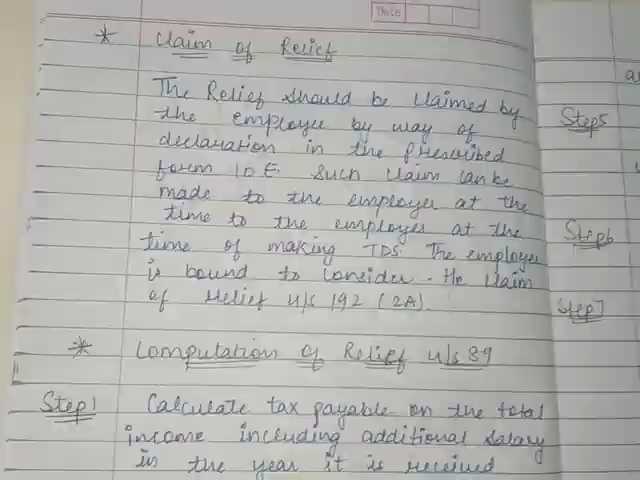 Date
* Claim of Relief
The Relief should be claimed by
the employee by way of
declaration in the prescribed
form 10 E. Such claim can be
made to the employer at the
time to the employer at the
time of making TDS. The employer
is bound to consider. He claim
of relief u/s 192 (2A).
* Computation of Relief u/s 89
Step 1 Calculate tax payable on the total
income including additional salary
in the year it is received
Step 5
Step 6
Step 7